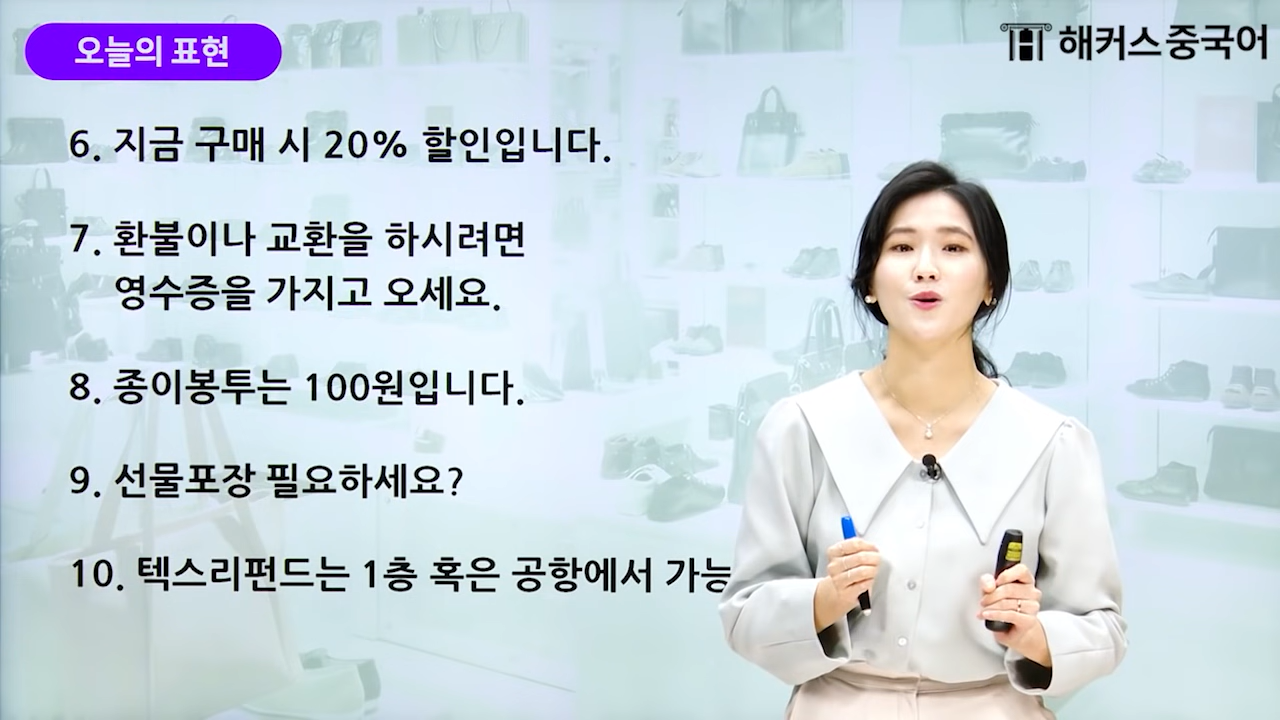 오늘의 표현
해커스중국어
6. 지금 구매 시 20% 할인입니다.
7. 환불이나 교환을 하시려면
영수증을 가지고 오세요.
8. 종이봉투는 100원입니다.
9. 선물포장 필요하세요?
10. 텍스리펀드는 1층 혹은 공항에서 가능